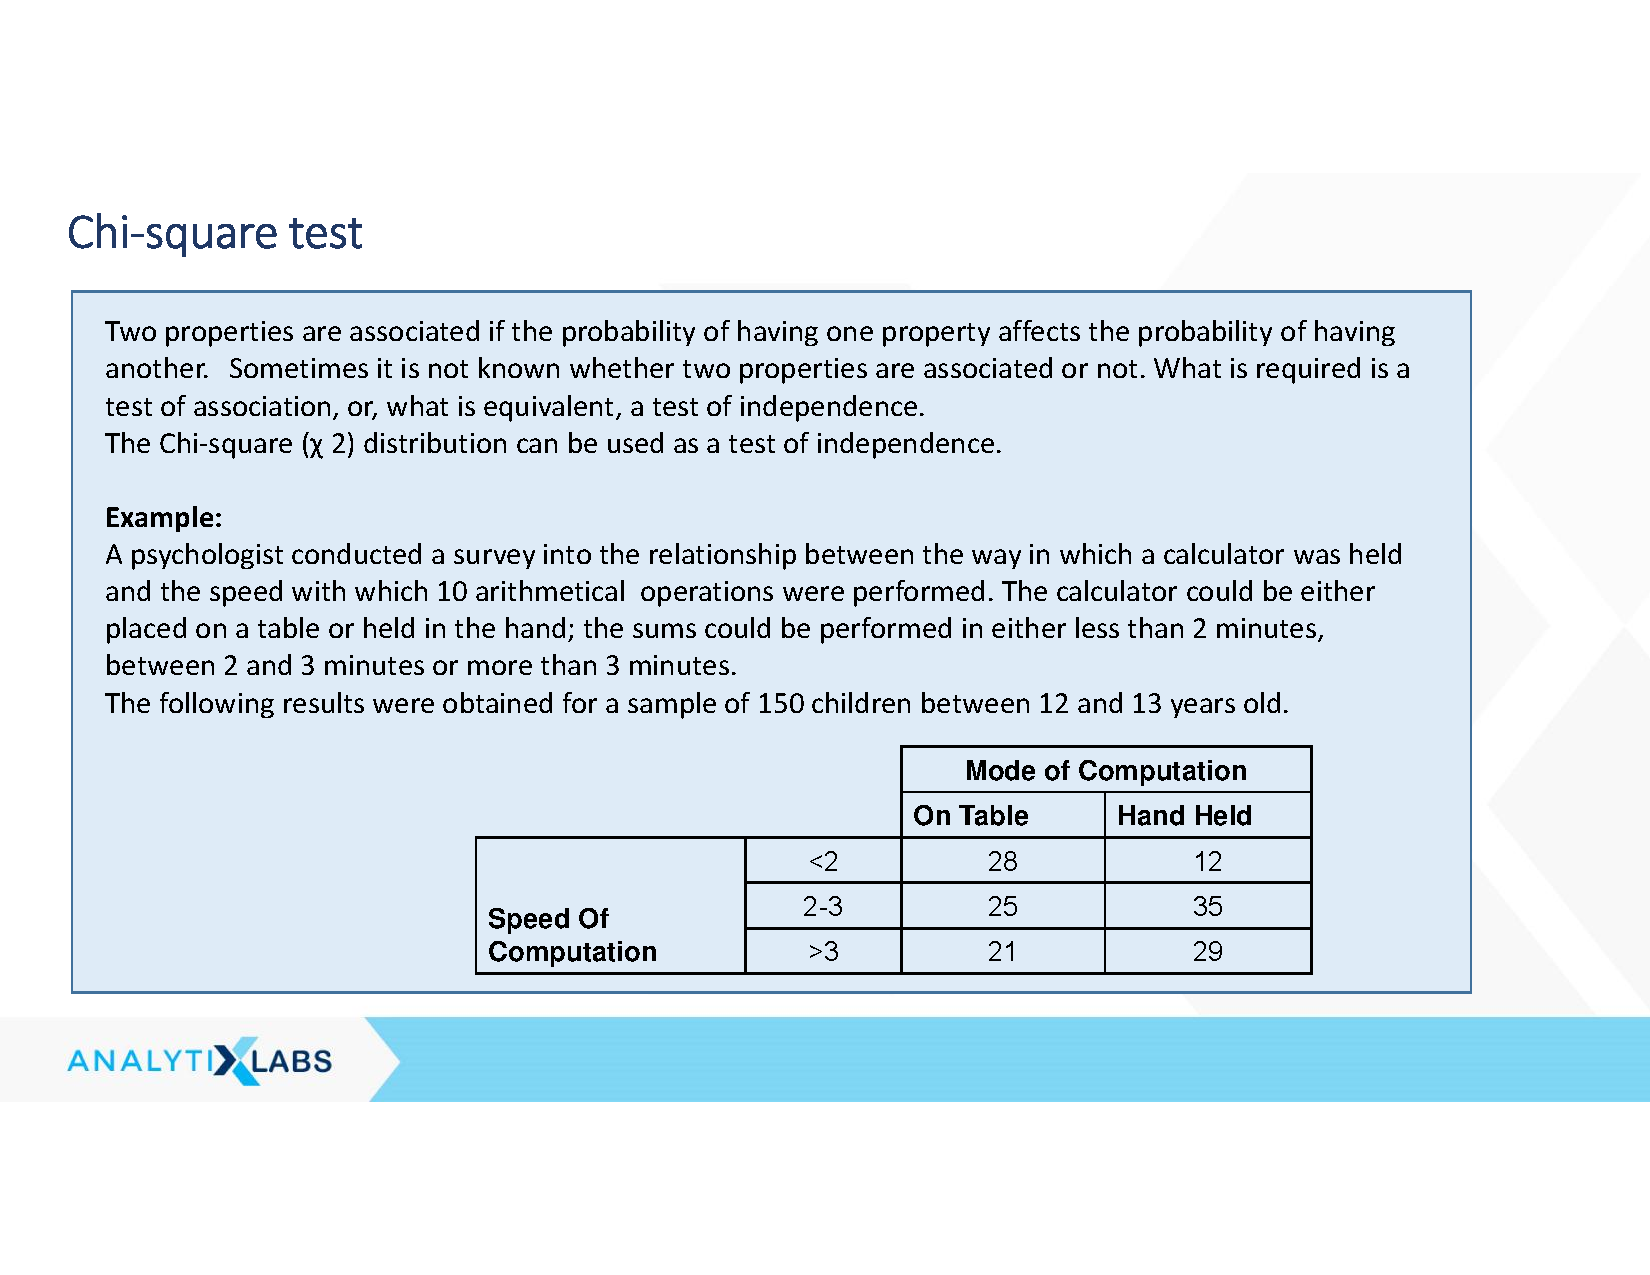 Chi-square test
Two properties are associated if the probability of having one property affects the probability of having
another.   Sometimes it is not known whether two properties are associated or not. What is required is a
test of association, or, what is equivalent, a test of independence.
The Chi-square (χ 2) distribution can be used as a test of independence.
Example:
A psychologist conducted a survey into the relationship between the way in which a calculator was held
and the speed with which 10 arithmetical  operations were performed. The calculator could be either
placed on a table or held in the hand; the sums could be performed in either less than 2 minutes,
between 2 and 3 minutes or more than 3 minutes.
The following results were obtained for a sample of 150 children between 12 and 13 years old.
Mode of Computation
On Table Hand Held
<2 28 12
2-3 25 35
Speed Of
Computation >3 21 29
ANALYTIXLABS